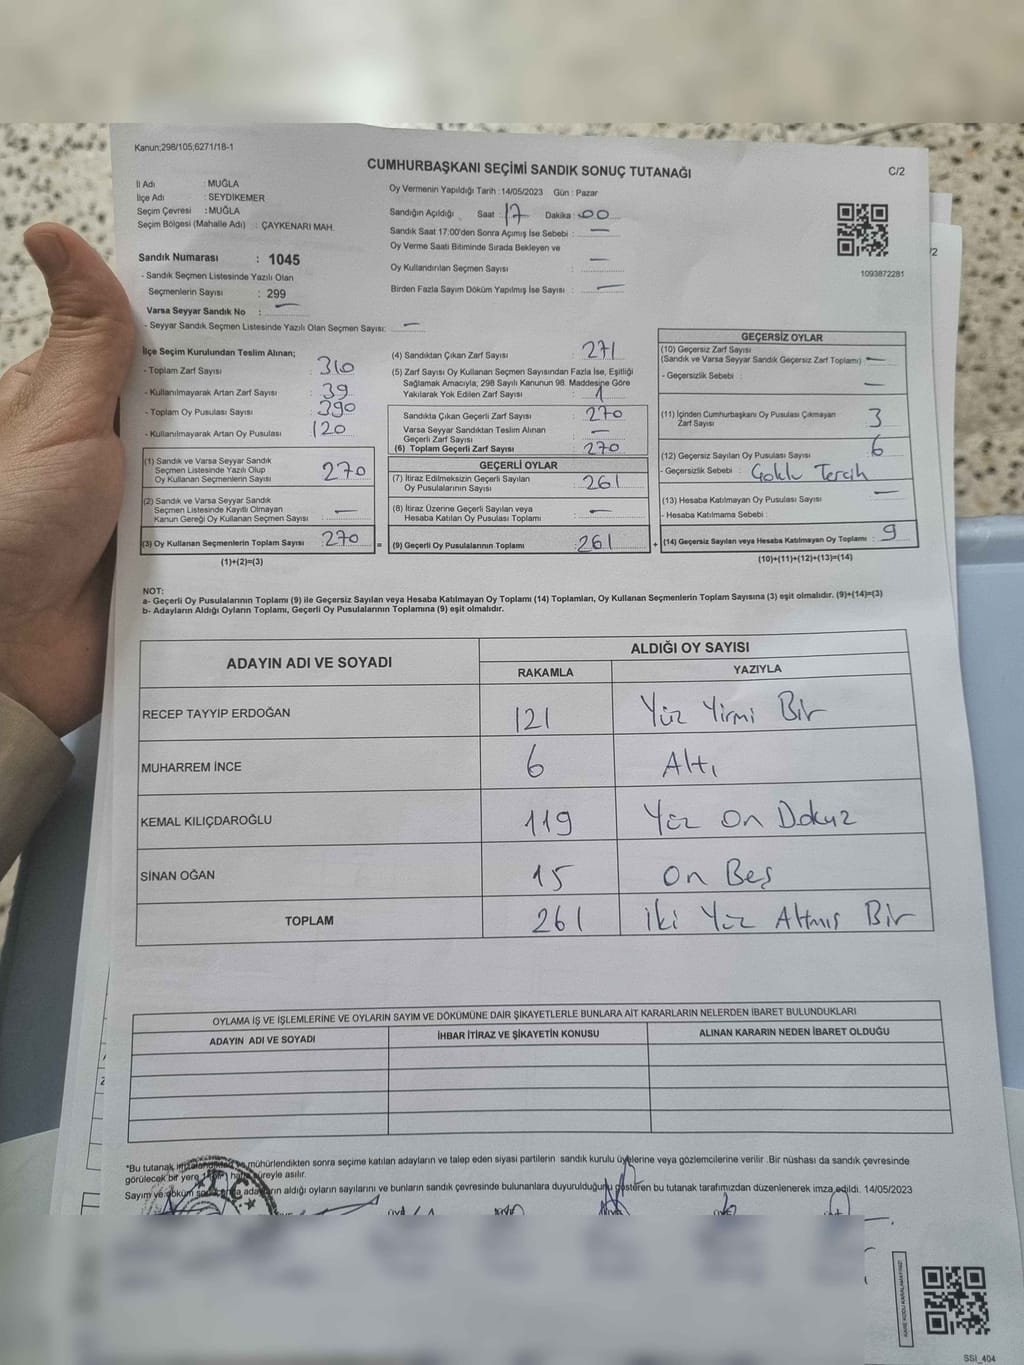 Kanun;298/105,6271/18-1
CUMHURBAŞKANI SEÇİMİ SANDIK SONUÇ TUTANAĞI
C/2
İl Adı : MUĞLA
İlçe Adı : SEYDİKEMER
Seçim Çevresi : MUĞLA
Seçim Bölgesi (Mahalle Adı) : ÇAYKENARI MAH.
Sandık Numarası : 1045
- Sandık Seçmen Listesinde Yazılı Olan
Seçmenlerin Sayısı : 299
Varsa Seyyar Sandık No : —
- Seyyar Sandık Seçmen Listesinde Yazılı Olan Seçmen Sayısı: —
Oy Vermenin Yapıldığı Tarih : 14/05/2023 Gün : Pazar
Sandığın Açıldığı Saat : 17 Dakika : 00
Sandık Saat 17:00'den Sonra Açımış İse Sebebi : —
Oy Verme Saati Bitiminde Sırada Bekleyen ve
Oy Kullandırılan Seçmen Sayısı : —
Birden Fazla Sayım Döküm Yapılmış İse Sayısı : —
1093872281
/2
İlçe Seçim Kurulundan Teslim Alınan;
- Toplam Zarf Sayısı : 310
- Kullanılmayarak Artan Zarf Sayısı : 39
- Toplam Oy Pusulası Sayısı : 390
- Kullanılmayarak Artan Oy Pusulası : 120
(1) Sandık ve Varsa Seyyar Sandık
Seçmen Listesinde Yazılı Olup
Oy Kullanan Seçmenlerin Sayısı : 270
(2) Sandık ve Varsa Seyyar Sandık
Seçmen Listesinde Kayıtlı Olmayan
Kanun Gereği Oy Kullanan Seçmen Sayısı : —
(3) Oy Kullanan Seçmenlerin Toplam Sayısı : 270 =
(1)+(2)=(3)
(4) Sandıktan Çıkan Zarf Sayısı : 271
(5) Zarf Sayısı Oy Kullanan Seçmen Sayısından Fazla İse, Eşitliği
Sağlamak Amacıyla; 298 Sayılı Kanunun 98. Maddesine Göre
Yakılarak Yok Edilen Zarf Sayısı : 1
Sandıkta Çıkan Geçerli Zarf Sayısı : 270
Varsa Seyyar Sandıktan Teslim Alınan
Geçerli Zarf Sayısı : —
(6) Toplam Geçerli Zarf Sayısı : 270
GEÇERLİ OYLAR
(7) İtiraz Edilmeksizin Geçerli Sayılan
Oy Pusulalarının Sayısı : 261
(8) İtiraz Üzerine Geçerli Sayılan veya
Hesaba Katılan Oy Pusulası Toplamı : —
(9) Geçerli Oy Pusulalarının Toplamı : 261 +
GEÇERSİZ OYLAR
(10) Geçersiz Zarf Sayısı
(Sandık ve Varsa Seyyar Sandık Geçersiz Zarf Toplamı) : —
- Geçersizlik Sebebi : —
(11) İçinden Cumhurbaşkanı Oy Pusulası Çıkmayan
Zarf Sayısı : 3
(12) Geçersiz Sayılan Oy Pusulası Sayısı : 6
- Geçersizlik Sebebi : Çoklu Tercih
(13) Hesaba Katılmayan Oy Pusulası Sayısı : —
- Hesaba Katılmama Sebebi :
(14) Geçersiz Sayılan veya Hesaba Katılmayan Oy Toplamı : 9
(10)+(11)+(12)+(13)=(14)
NOT:
a- Geçerli Oy Pusulalarının Toplamı (9) ile Geçersiz Sayılan veya Hesaba Katılmayan Oy Toplamı (14) Toplamları, Oy Kullanan Seçmenlerin Toplam Sayısına (3) eşit olmalıdır. (9)+(14)=(3)
b- Adayların Aldığı Oyların Toplamı, Geçerli Oy Pusulalarının Toplamına (9) eşit olmalıdır.
ADAYIN ADI VE SOYADI
ALDIĞI OY SAYISI
RAKAMLA YAZIYLA
RECEP TAYYİP ERDOĞAN 121 Yüz Yirmi Bir
MUHARREM İNCE 6 Altı
KEMAL KILIÇDAROĞLU 119 Yüz On Dokuz
SİNAN OĞAN 15 On Beş
TOPLAM 261 İki Yüz Altmış Bir
OYLAMA İŞ VE İŞLEMLERİNE VE OYLARIN SAYIM VE DÖKÜMÜNE DAİR ŞİKAYETLERLE BUNLARA AİT KARARLARIN NELERDEN İBARET BULUNDUKLARI
ADAYIN ADI VE SOYADI İHBAR İTİRAZ VE ŞİKAYETİN KONUSU ALINAN KARARIN NEDEN İBARET OLDUĞU
*Bu tutanak mühürlendikten sonra seçime katılan adayların ve talep eden siyasi partilerin sandık kurulu üyelerine veya gözlemcilerine verilir .Bir nüshası da sandık çevresinde
görülecek bir yere süreyle asılır.
Sayım ve döküm adayların aldığı oyların sayılarını ve bunların sandık çevresinde bulunanlara duyurulduğunu gösteren bu tutanak tarafımızdan düzenlenerek imza edildi. 14/05/2023
SSI_404